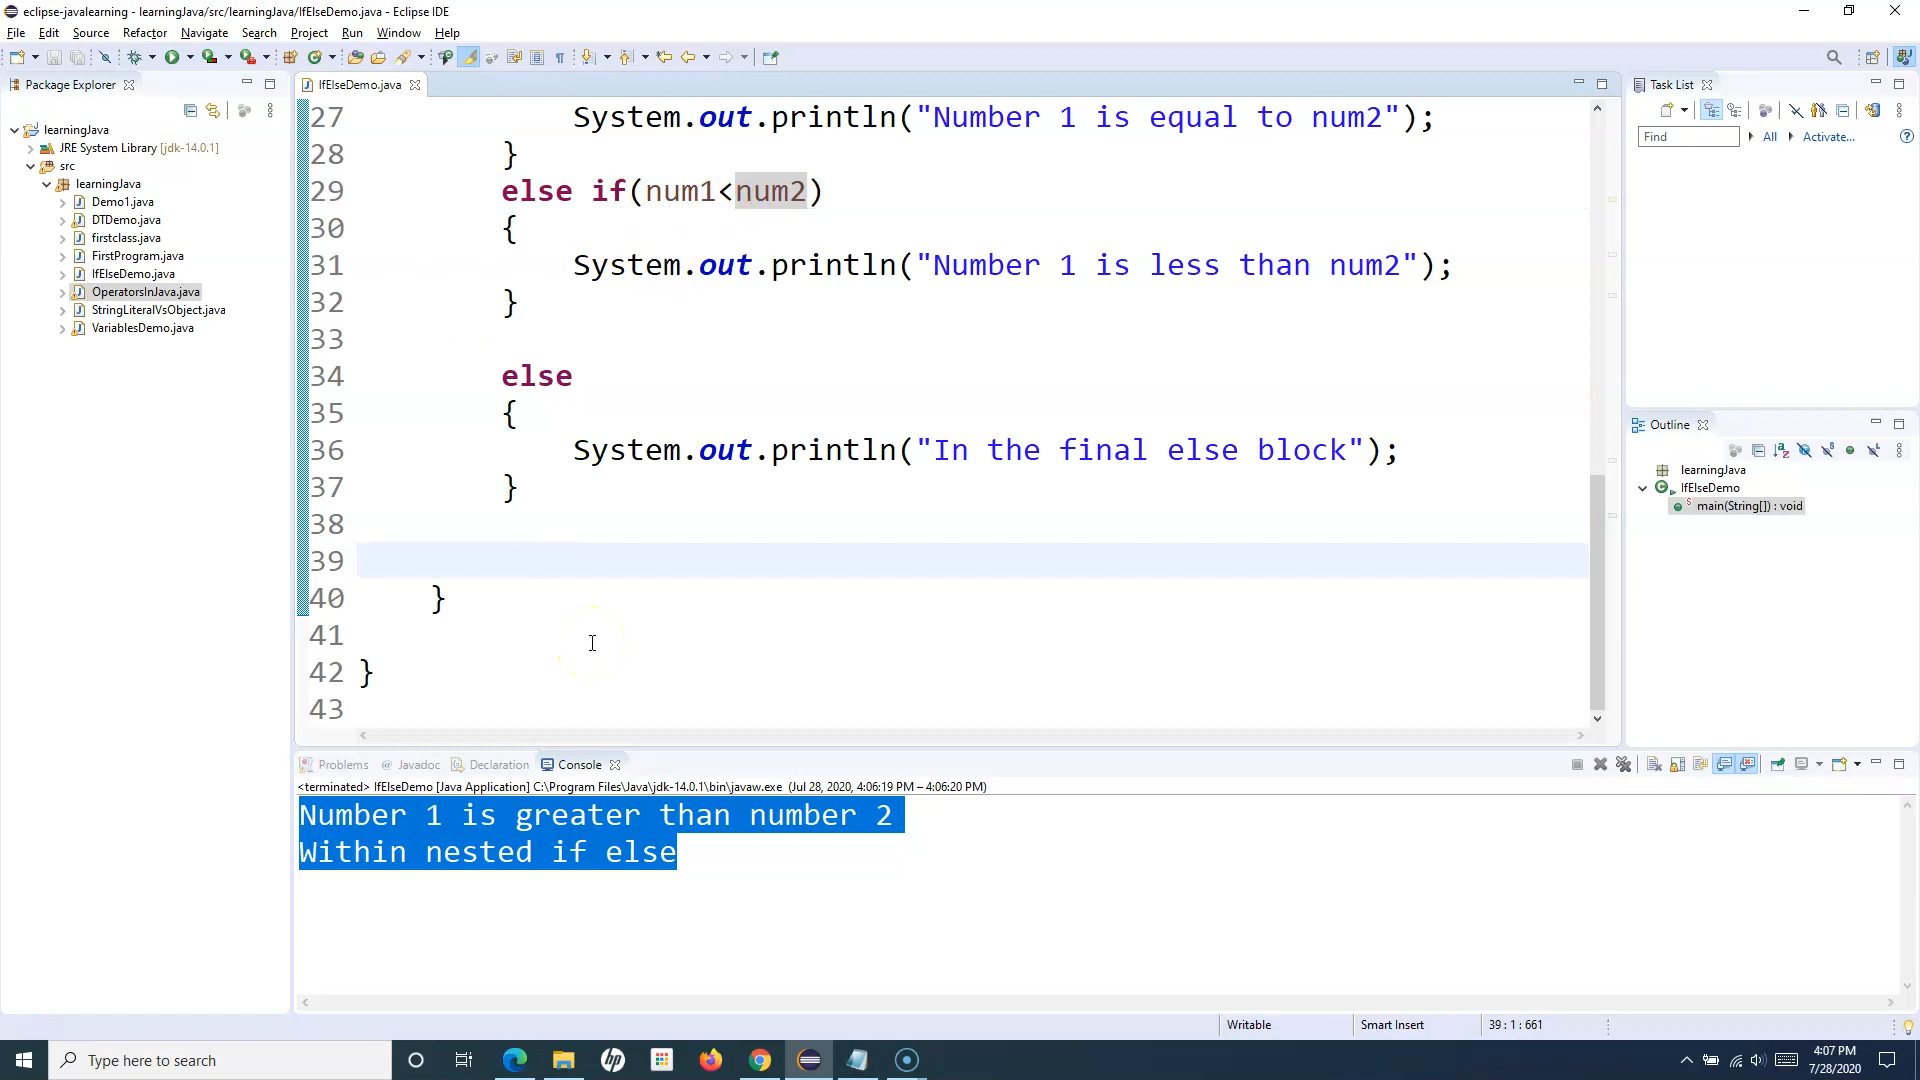 eclipse-javalearning - learningJava/src/learningJava/IfElseDemo.java - Eclipse IDE
File Edit Source Refactor Navigate Search Project Run Window Help
Package Explorer
learningJava
JRE System Library [jdk-14.0.1]
src
learningJava
Demo1.java
DTDemo.java
firstclass.java
FirstProgram.java
IfElseDemo.java
OperatorsInJava.java
StringLiteralVsObject.java
VariablesDemo.java
IfElseDemo.java
27 System.out.println("Number 1 is equal to num2");
28 }
29 else if(num1<num2)
30 {
31 System.out.println("Number 1 is less than num2");
32 }
33
34 else
35 {
36 System.out.println("In the final else block");
37 }
38
39
40 }
41
42 }
43
Task List
Find All Activate...
Outline
learningJava
IfElseDemo
main(String[]) : void
Problems @ Javadoc Declaration Console
<terminated> IfElseDemo [Java Application] C:\Program Files\Java\jdk-14.0.1\bin\javaw.exe (Jul 28, 2020, 4:06:19 PM – 4:06:20 PM)
Number 1 is greater than number 2
Within nested if else
Writable Smart Insert 39 : 1 : 661
Type here to search
hp
4:07 PM
7/28/2020